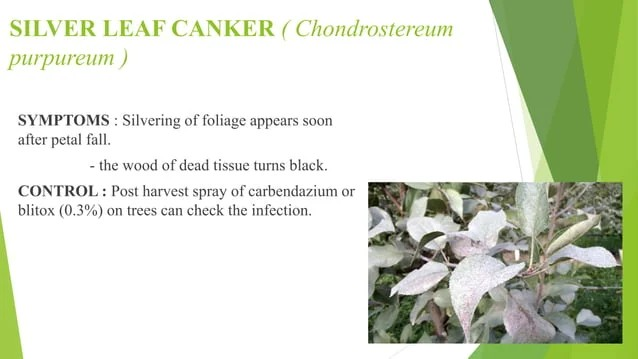 SILVER LEAF CANKER ( Chondrostereum
purpureum )
SYMPTOMS : Silvering of foliage appears soon
after petal fall.
- the wood of dead tissue turns black.
CONTROL : Post harvest spray of carbendazium or
blitox (0.3%) on trees can check the infection.